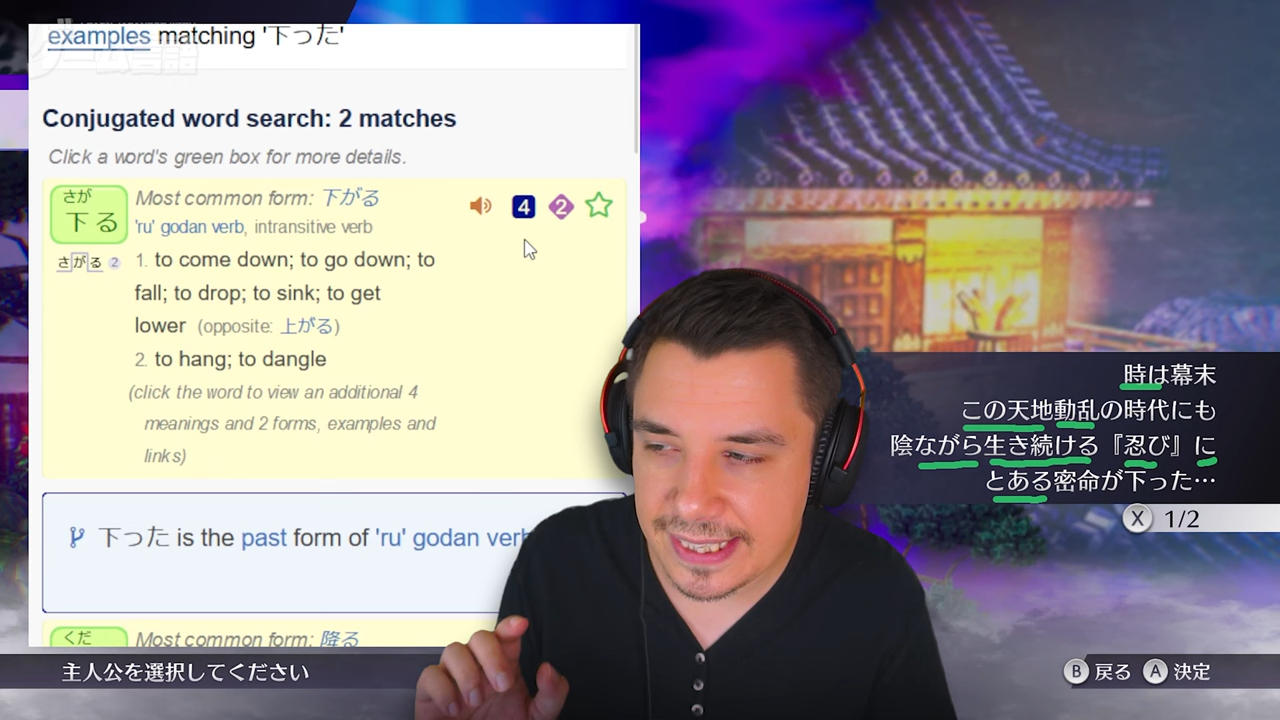 ゲーム言語
examples matching '下った'
Conjugated word search: 2 matches
Click a word's green box for more details.
さが
下る
Most common form: 下がる
4
2
'ru' godan verb, intransitive verb
さがる 2
1. to come down; to go down; to
fall; to drop; to sink; to get
lower (opposite: 上がる)
2. to hang; to dangle
(click the word to view an additional 4
meanings and 2 forms, examples and
links)
下った is the past form of 'ru' godan verb
くだ
Most common form: 降る
時は幕末
この天地動乱の時代にも
陰ながら生き続ける『忍び』に
とある密命が下った…
X 1/2
主人公を選択してください
B 戻る A 決定